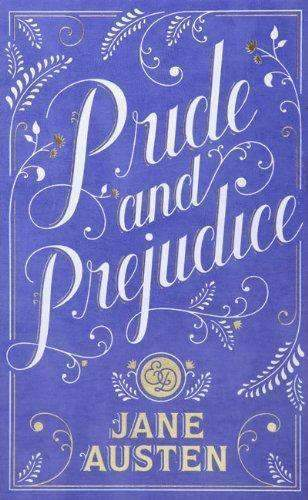 Pride
and
Prejudice
JANE
AUSTEN